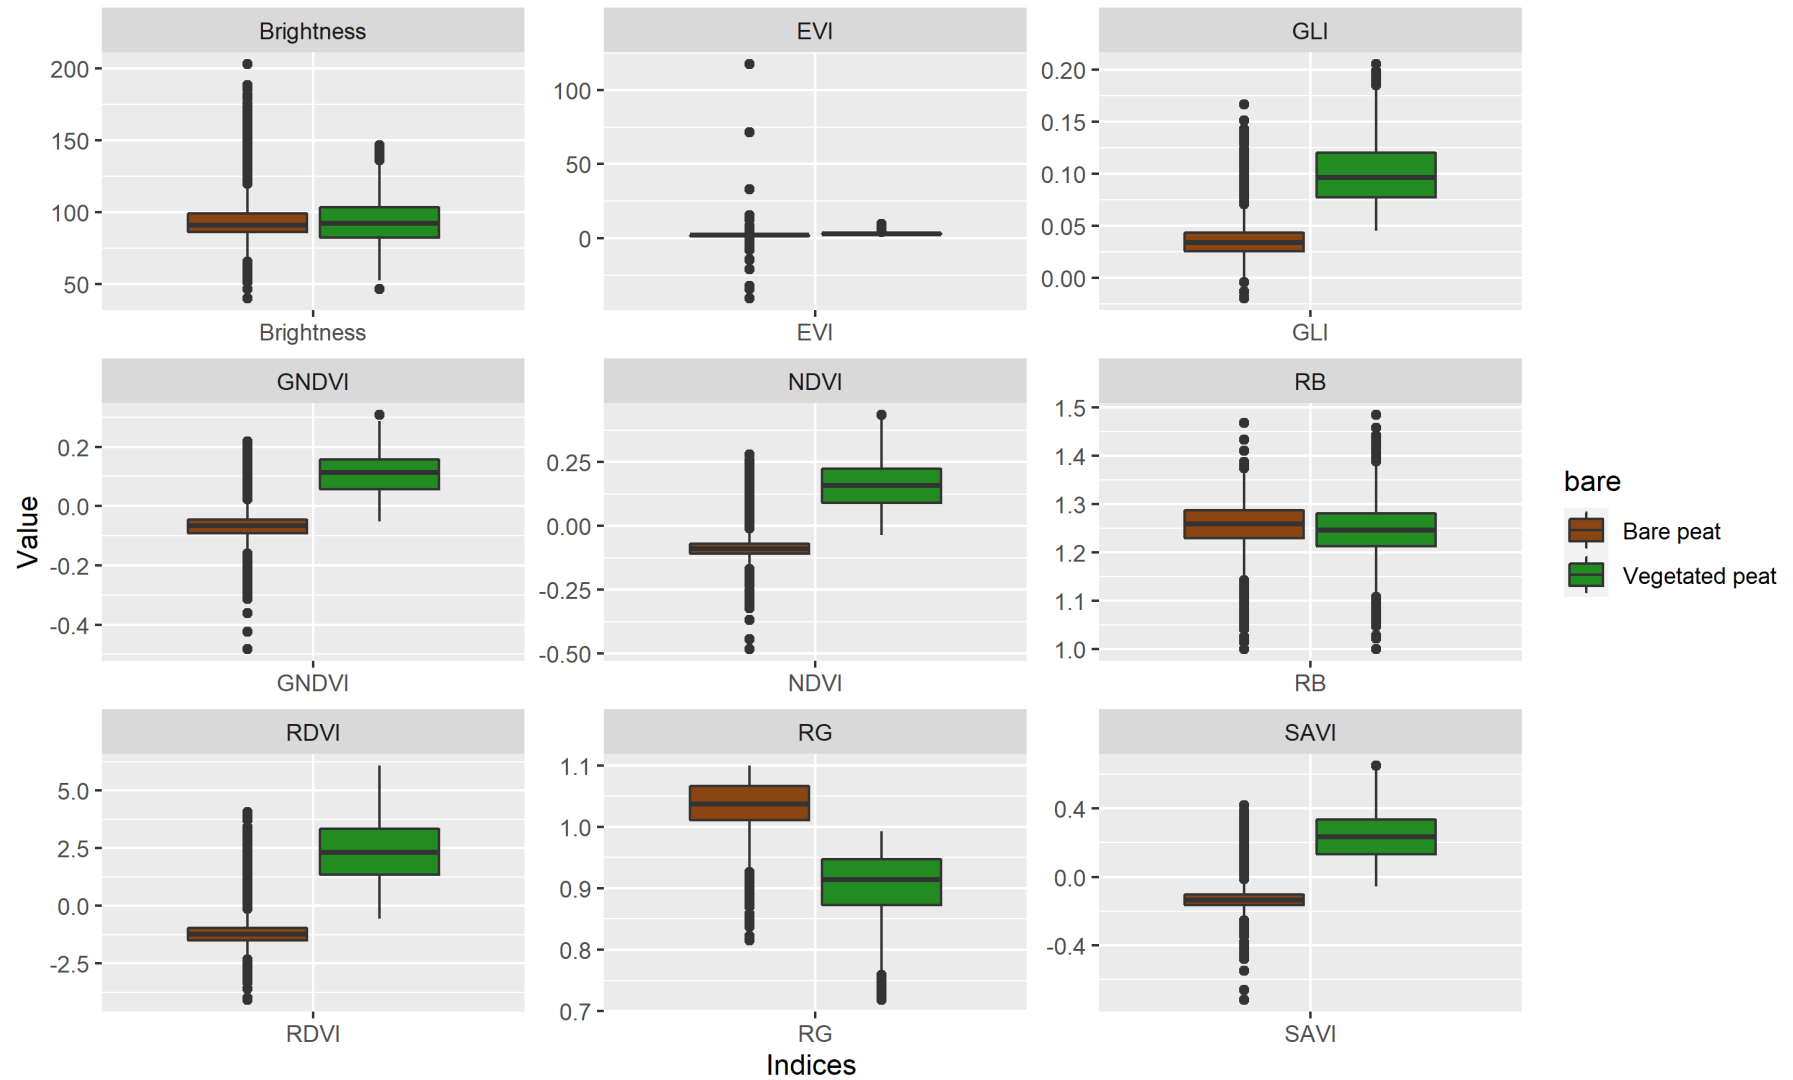 Brightness
EVI
GLI
200
150
100
50
100
50
0
0.20
0.15
0.10
0.05
0.00
Brightness
EVI
GLI
GNDVI
NDVI
RB
0.2
0.0
-0.2
-0.4
0.25
0.00
-0.25
-0.50
1.5
1.4
1.3
1.2
1.1
1.0
GNDVI
NDVI
RB
RDVI
RG
SAVI
5.0
2.5
0.0
-2.5
1.1
1.0
0.9
0.8
0.7
0.4
0.0
-0.4
RDVI
RG
SAVI
Value
Indices
bare
Bare peat
Vegetated peat